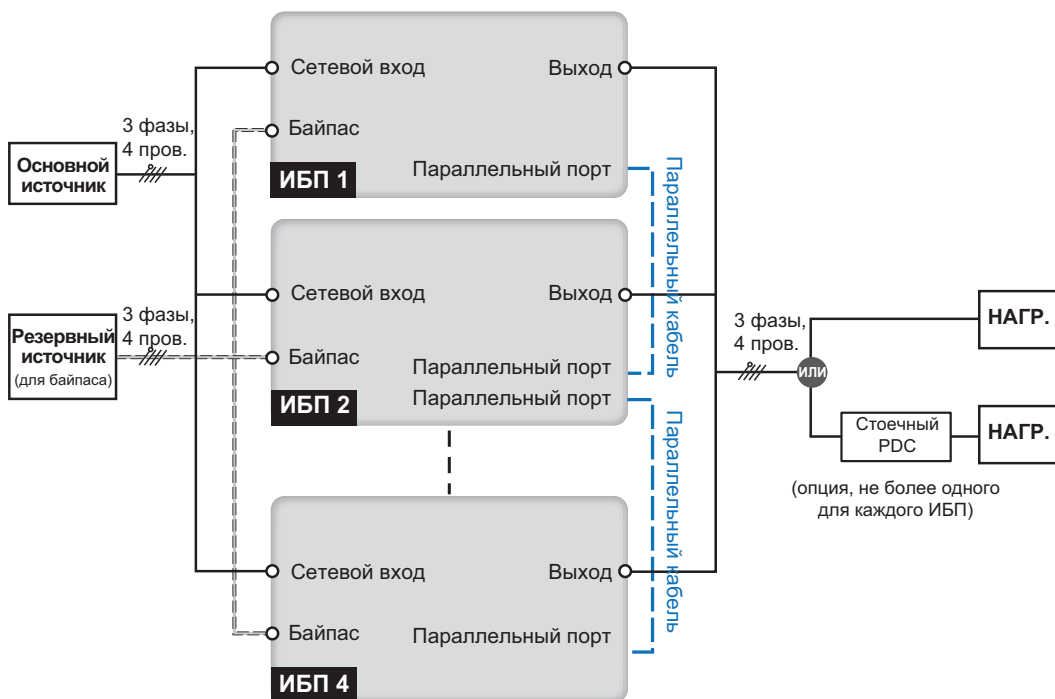 Сетевой вход
Выход
3 фазы,
4 пров.
Байпас
Основной
источник
Параллельный порт
ИБП 1
Параллельный кабель
Сетевой вход
Выход
3 фазы,
4 пров.
Резервный
источник
(для байпаса)
Байпас
Параллельный порт
Параллельный порт
ИБП 2
3 фазы,
4 пров.
ИЛИ
НАГР.
Стоечный
PDC
НАГР.
(опция, не более одного
для каждого ИБП)
Параллельный кабель
Сетевой вход
Выход
Байпас
Параллельный порт
ИБП 4